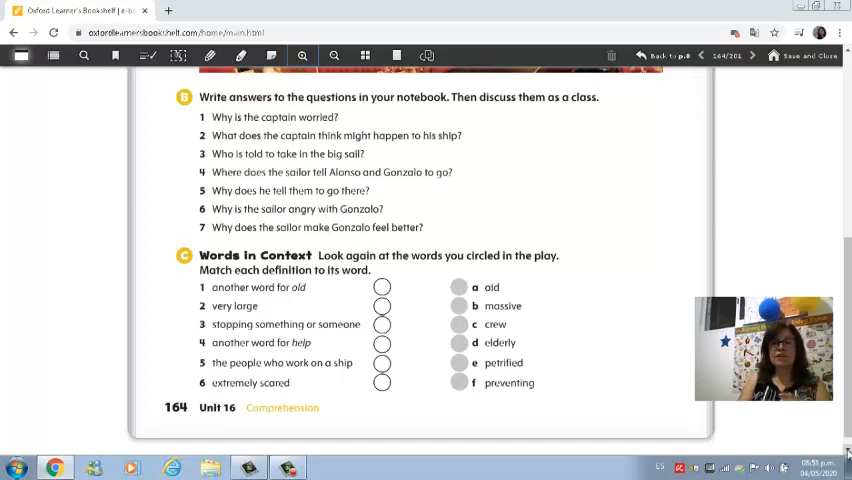 Oxford Learner's Bookshelf | e-bo
oxfordlearnersbookshelf.com/home/main.html
Back to p.8
164/201
Save and Close
B Write answers to the questions in your notebook. Then discuss them as a class.
1 Why is the captain worried?
2 What does the captain think might happen to his ship?
3 Who is told to take in the big sail?
4 Where does the sailor tell Alonso and Gonzalo to go?
5 Why does he tell them to go there?
6 Why is the sailor angry with Gonzalo?
7 Why does the sailor make Gonzalo feel better?
C Words in Context Look again at the words you circled in the play.
Match each definition to its word.
1 another word for old a aid
2 very large b massive
3 stopping something or someone c crew
4 another word for help d elderly
5 the people who work on a ship e petrified
6 extremely scared f preventing
164 Unit 16 Comprehension
ES
08:53 p.m.
04/05/2020